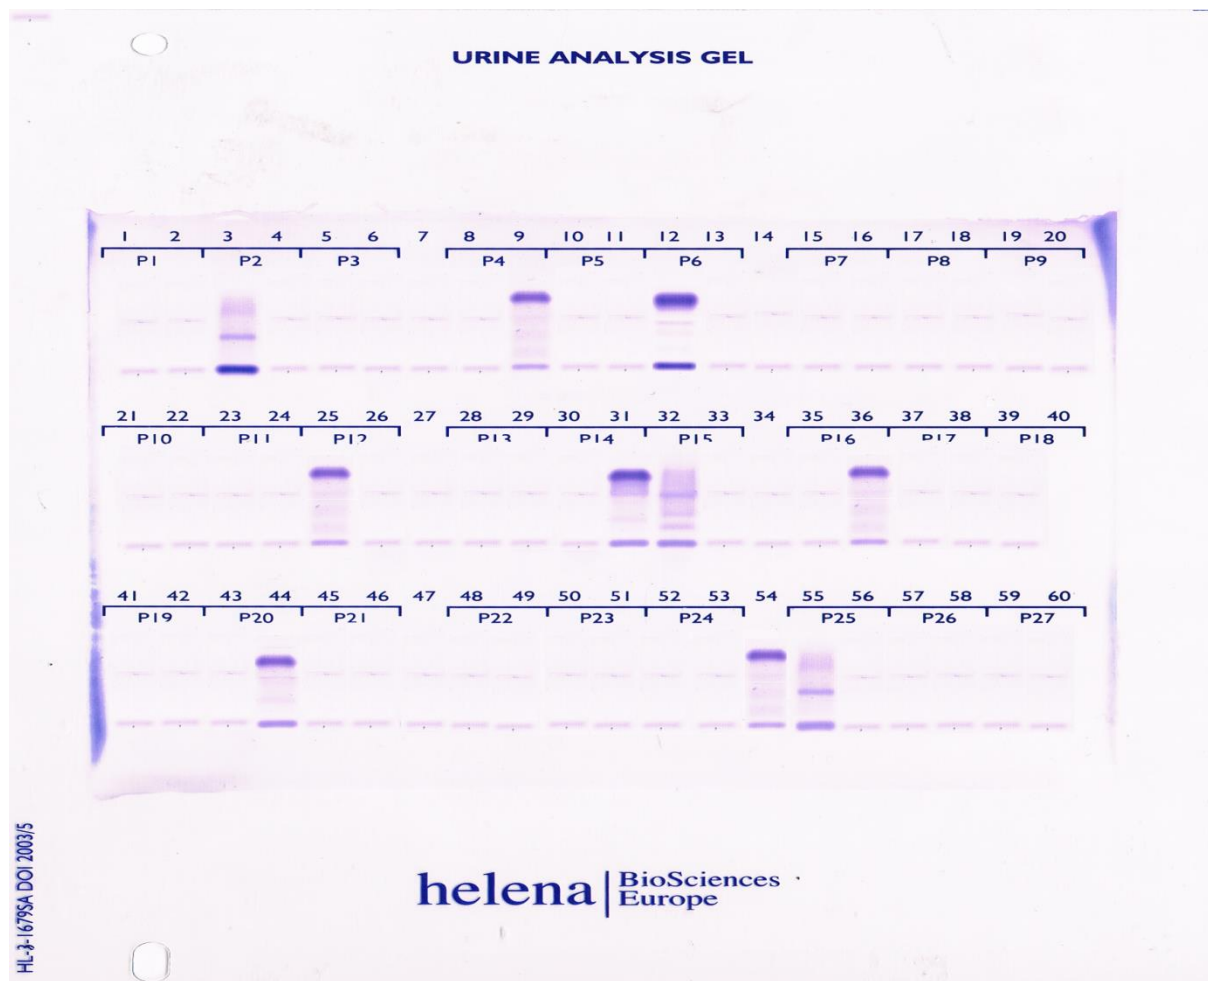 URINE ANALYSIS GEL
1 2 3 4 5 6 7 8 9 10 11 12 13 14 15 16 17 18 19 20
P1 P2 P3 P4 P5 P6 P7 P8 P9
21 22 23 24 25 26 27 28 29 30 31 32 33 34 35 36 37 38 39 40
P10 P11 P12 P13 P14 P15 P16 P17 P18
41 42 43 44 45 46 47 48 49 50 51 52 53 54 55 56 57 58 59 60
P19 P20 P21 P22 P23 P24 P25 P26 P27
helena BioSciences
Europe
HL-3-1679SA DOI 2003/5